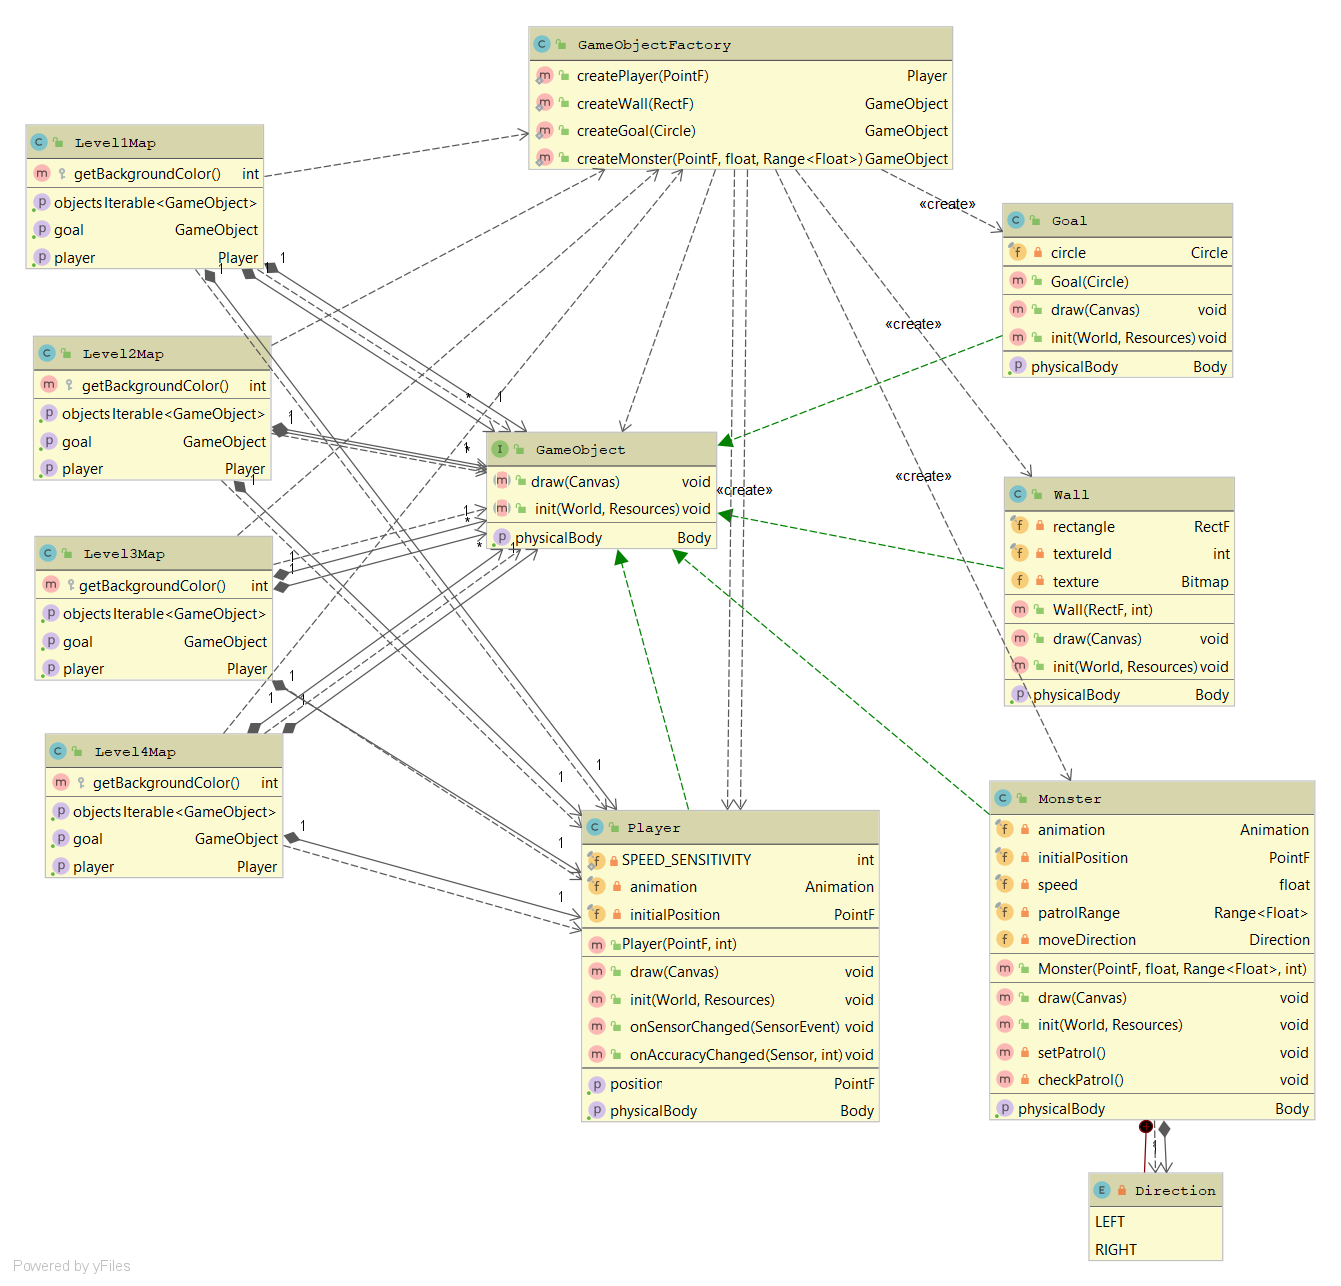 GameObjectFactory
createPlayer(PointF) Player
createWall(RectF) GameObject
createGoal(Circle) GameObject
createMonster(PointF, float, Range<Float>) GameObject
Level1Map
getBackgroundColor() int
objects Iterable<GameObject>
goal GameObject
player Player
Level2Map
getBackgroundColor() int
objects Iterable<GameObject>
goal GameObject
player Player
Level3Map
getBackgroundColor() int
objects Iterable<GameObject>
goal GameObject
player Player
Level4Map
getBackgroundColor() int
objects Iterable<GameObject>
goal GameObject
player Player
GameObject
draw(Canvas) void
init(World, Resources) void
physicalBody Body
Goal
circle Circle
Goal(Circle)
draw(Canvas) void
init(World, Resources) void
physicalBody Body
Wall
rectangle RectF
textureId int
texture Bitmap
Wall(RectF, int)
draw(Canvas) void
init(World, Resources) void
physicalBody Body
Player
SPEED_SENSITIVITY int
animation Animation
initialPosition PointF
Player(PointF, int)
draw(Canvas) void
init(World, Resources) void
onSensorChanged(SensorEvent) void
onAccuracyChanged(Sensor, int) void
position PointF
physicalBody Body
Monster
animation Animation
initialPosition PointF
speed float
patrolRange Range<Float>
moveDirection Direction
Monster(PointF, float, Range<Float>, int)
draw(Canvas) void
init(World, Resources) void
setPatrol() void
checkPatrol() void
physicalBody Body
Direction
LEFT
RIGHT
«create»
«create»
«create»
«create»
Powered by yFiles